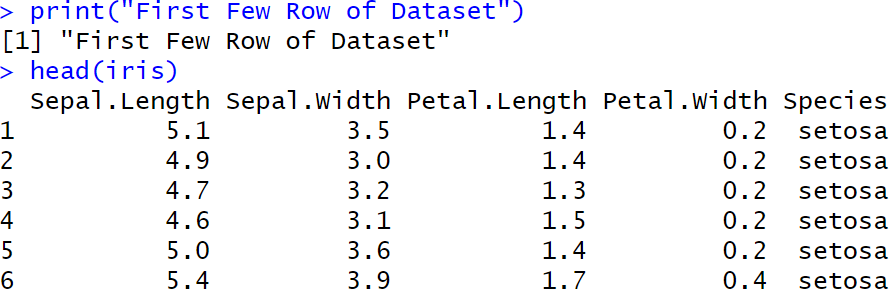 > print("First Few Row of Dataset")
[1] "First Few Row of Dataset"
> head(iris)
  Sepal.Length Sepal.Width Petal.Length Petal.Width Species
1          5.1         3.5          1.4         0.2  setosa
2          4.9         3.0          1.4         0.2  setosa
3          4.7         3.2          1.3         0.2  setosa
4          4.6         3.1          1.5         0.2  setosa
5          5.0         3.6          1.4         0.2  setosa
6          5.4         3.9          1.7         0.4  setosa